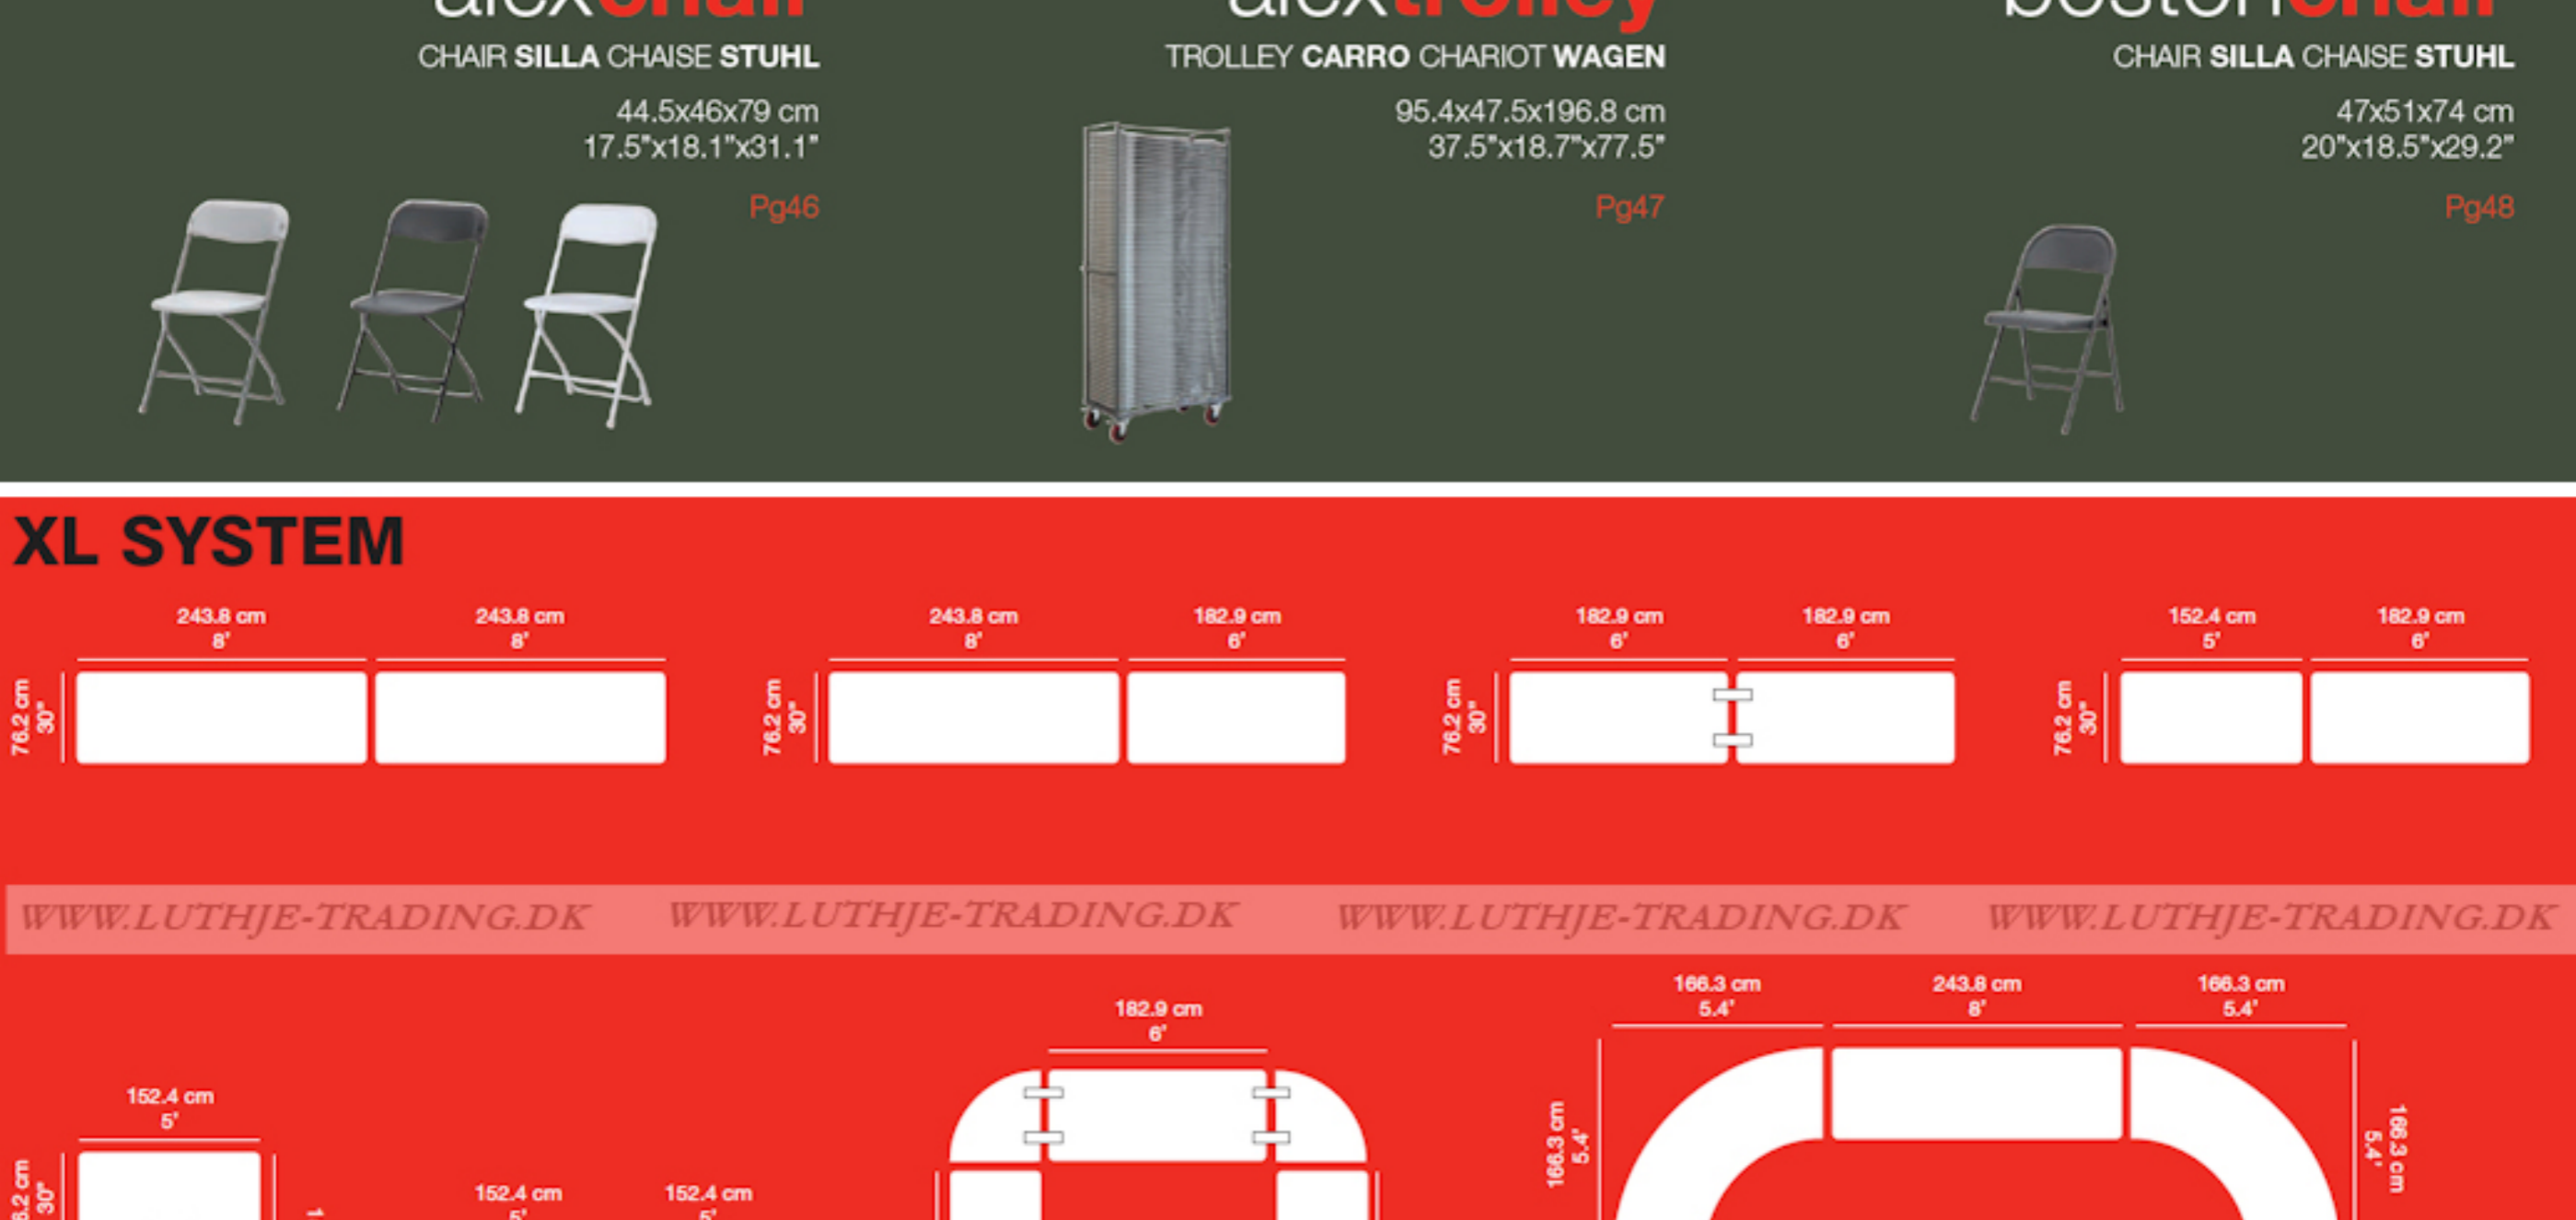 alexchair
CHAIR SILLA CHAISE STUHL
44.5x46x79 cm
17.5"x18.1"x31.1"
Pg46
alextrolley
TROLLEY CARRO CHARIOT WAGEN
95.4x47.5x196.8 cm
37.5"x18.7"x77.5"
Pg47
bostonchair
CHAIR SILLA CHAISE STUHL
47x51x74 cm
20"x18.5"x29.2"
Pg48
XL SYSTEM
243.8 cm
8'
243.8 cm
8'
76.2 cm
30"
243.8 cm
8'
182.9 cm
6'
76.2 cm
30"
182.9 cm
6'
182.9 cm
6'
76.2 cm
30"
152.4 cm
5'
182.9 cm
6'
76.2 cm
30"
WWW.LUTHJE-TRADING.DK WWW.LUTHJE-TRADING.DK WWW.LUTHJE-TRADING.DK WWW.LUTHJE-TRADING.DK
152.4 cm
5'
30"
152.4 cm
5'
152.4 cm
5'
182.9 cm
6'
166.3 cm
5.4'
243.8 cm
8'
166.3 cm
5.4'
166.3 cm
5.4'
166.3 cm
5.4'